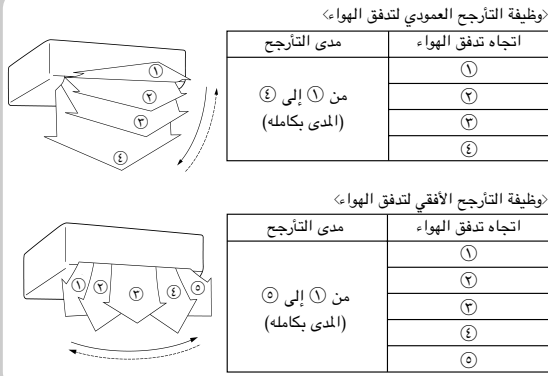 <وظيفة التأرجح العمودي لتدفق الهواء>
اتجاه تدفق الهواء	مدى التأرجح
①
②
③
④
من ① إلى ④
(المدى بكامله)
①
②
③
④
<وظيفة التأرجح الأفقي لتدفق الهواء>
اتجاه تدفق الهواء	مدى التأرجح
①
②
③
④
⑤
من ① إلى ⑤
(المدى بكامله)
①
②
③
④
⑤